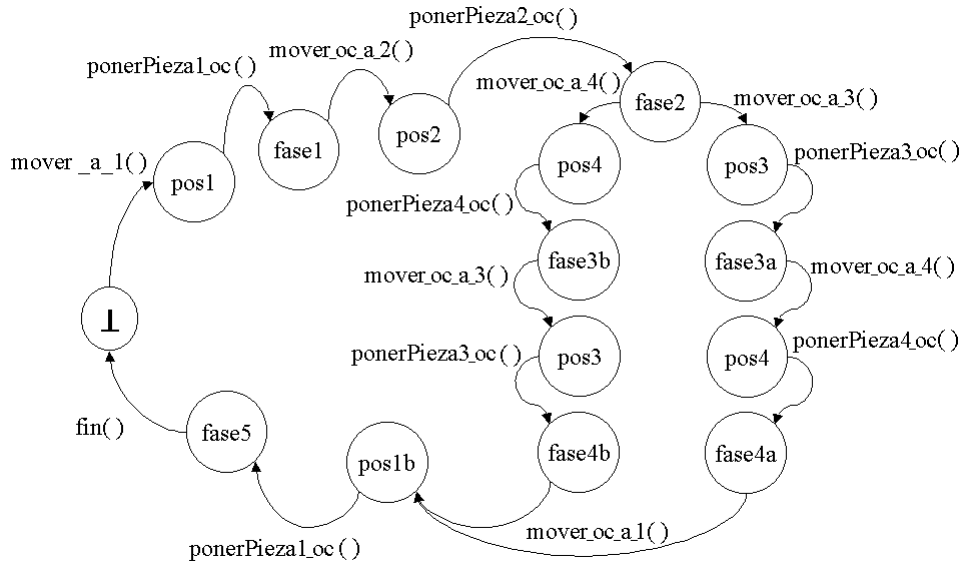 ponerPieza2_oc( )
mover_oc_a_2( )
ponerPieza1_oc( )
mover_oc_a_4( )
fase2
mover_oc_a_3( )
pos2
fase1
pos4
pos3
ponerPieza3_oc( )
mover _a_1( )
pos1
ponerPieza4_oc( )
fase3b
fase3a
mover_oc_a_3( )
mover_oc_a_4( )
⊥
ponerPieza3_oc( )
pos3
pos4
ponerPieza4_oc( )
fin( )
fase5
pos1b
fase4b
fase4a
mover_oc_a_1( )
ponerPieza1_oc( )